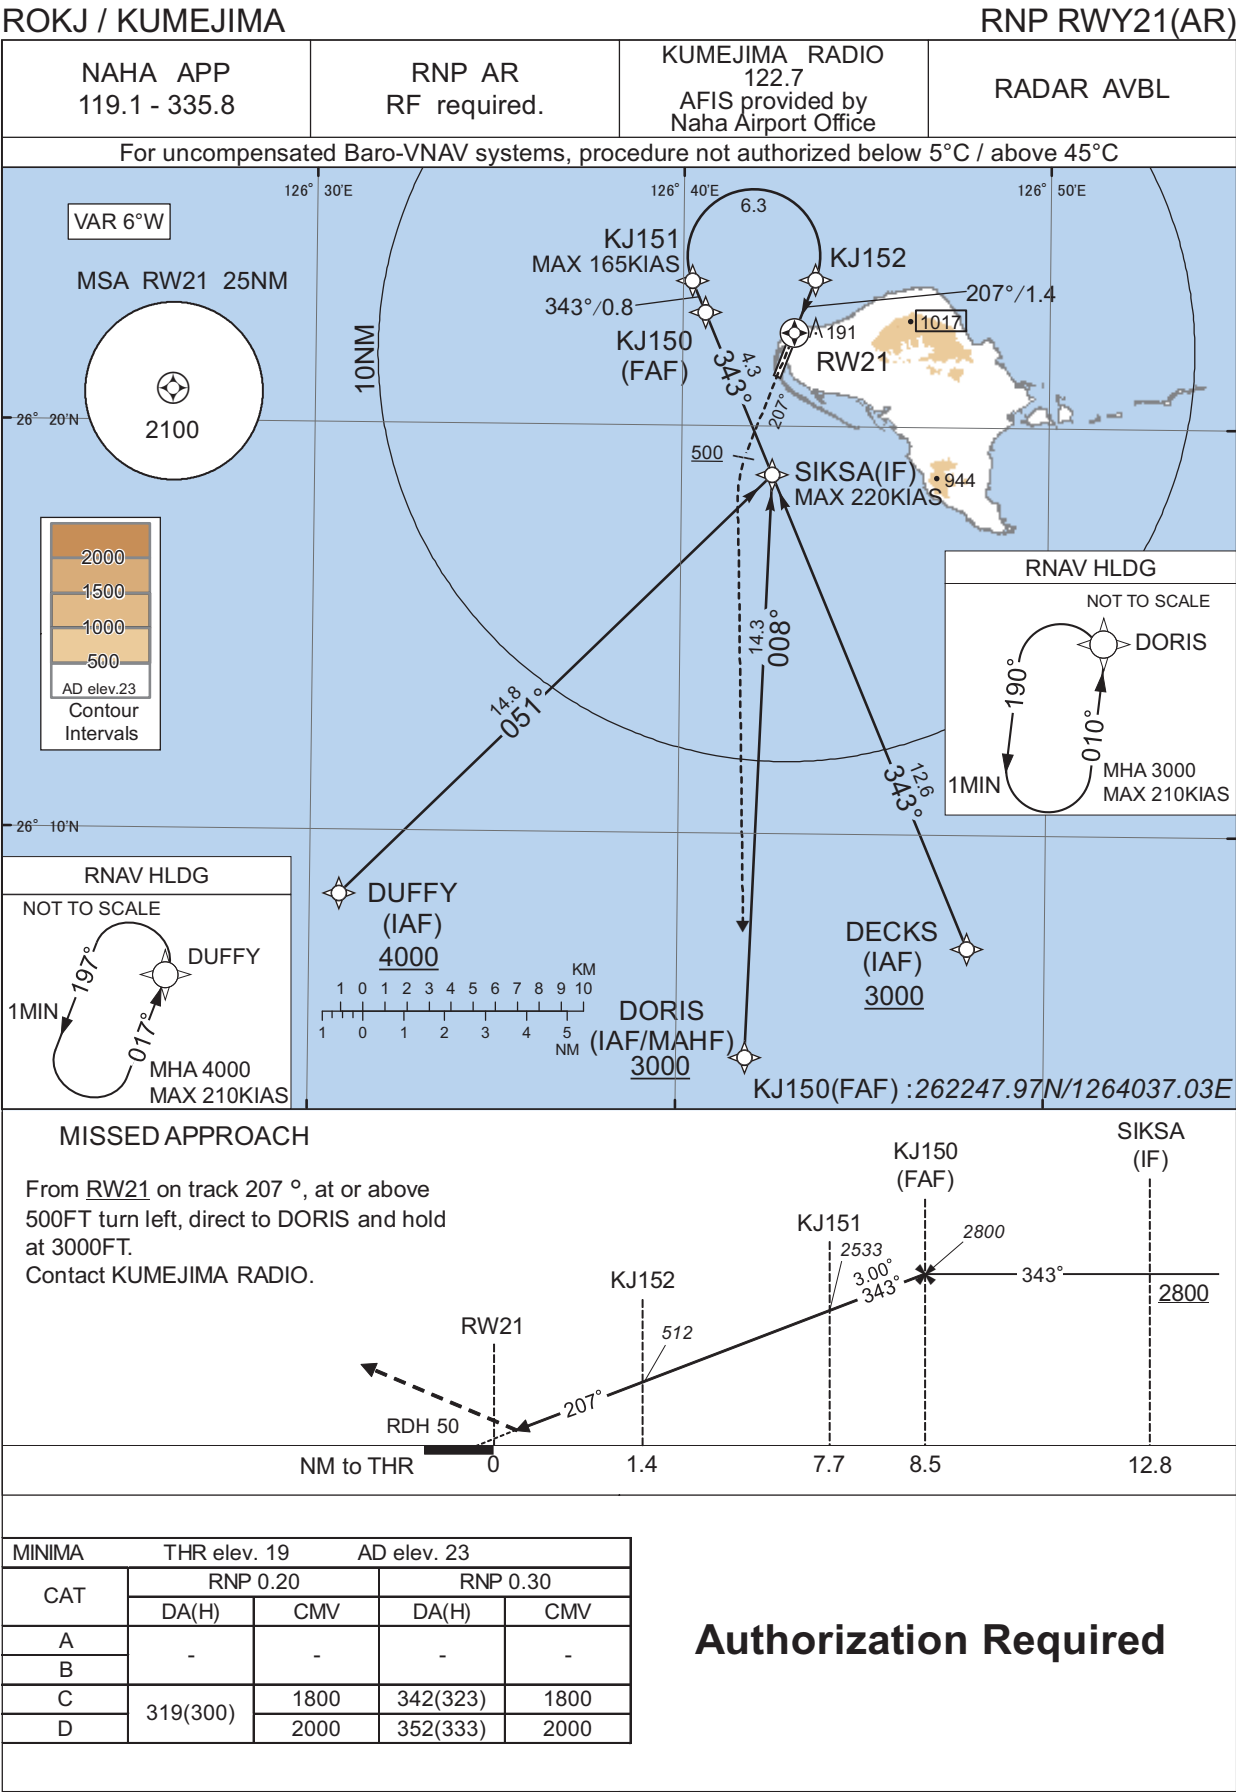 ROKJ / KUMEJIMA
RNP RWY21(AR)
NAHA APP
119.1 - 335.8
RNP AR
RF required.
KUMEJIMA RADIO
122.7
AFIS provided by
Naha Airport Office
RADAR AVBL
For uncompensated Baro-VNAV systems, procedure not authorized below 5°C / above 45°C
126° 30'E
126° 40'E
126° 50'E
VAR 6°W
MSA RW21 25NM
2100
6.3
KJ151
MAX 165KIAS
KJ152
343°/0.8
207°/1.4
KJ150
(FAF)
1017
191
RW21
10NM
4.3
343°
207°
26° 20'N
500
SIKSA(IF)
MAX 220KIAS
944
2000
1500
1000
500
AD elev.23
Contour
Intervals
RNAV HLDG
NOT TO SCALE
DORIS
190°
010°
1MIN
MHA 3000
MAX 210KIAS
14.3
008°
14.8
051°
12.6
343°
26° 10'N
RNAV HLDG
NOT TO SCALE
DUFFY
197°
017°
1MIN
MHA 4000
MAX 210KIAS
DUFFY
(IAF)
4000
DECKS
(IAF)
3000
KM
1 0 1 2 3 4 5 6 7 8 9 10
1 0 1 2 3 4 5
NM
DORIS
(IAF/MAHF)
3000
KJ150(FAF) :262247.97N/1264037.03E
MISSED APPROACH
From RW21 on track 207 °, at or above
500FT turn left, direct to DORIS and hold
at 3000FT.
Contact KUMEJIMA RADIO.
SIKSA
(IF)
KJ150
(FAF)
KJ151
2533
2800
KJ152
3.00°
343°
343°
2800
RW21
512
207°
RDH 50
NM to THR
0
1.4
7.7
8.5
12.8
MINIMA THR elev. 19 AD elev. 23
CAT RNP 0.20 RNP 0.30
DA(H) CMV DA(H) CMV
A
B
- - - -
C 319(300) 1800 342(323) 1800
D 2000 352(333) 2000
Authorization Required